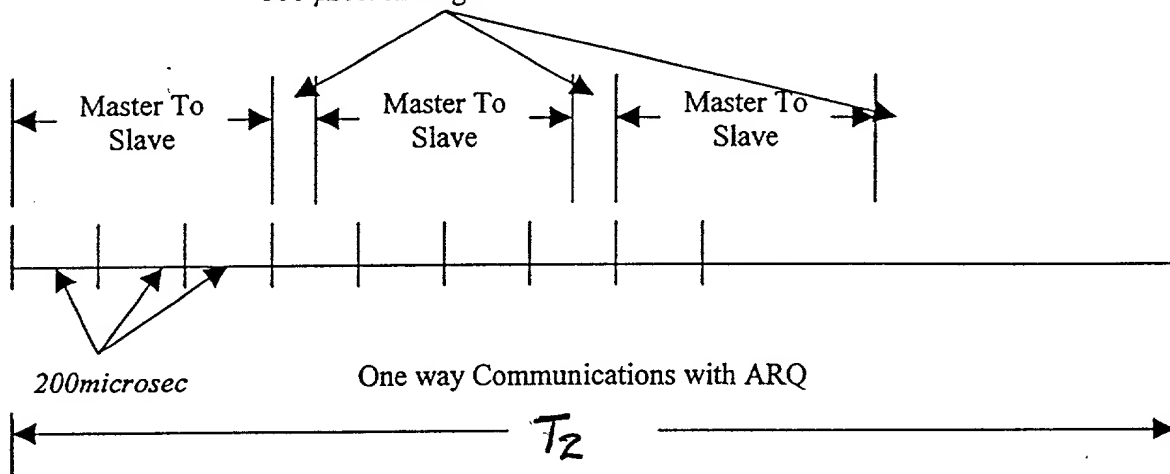 Master To
Slave
Master To
Slave
Master To
Slave
200microsec
One way Communications with ARQ
T2